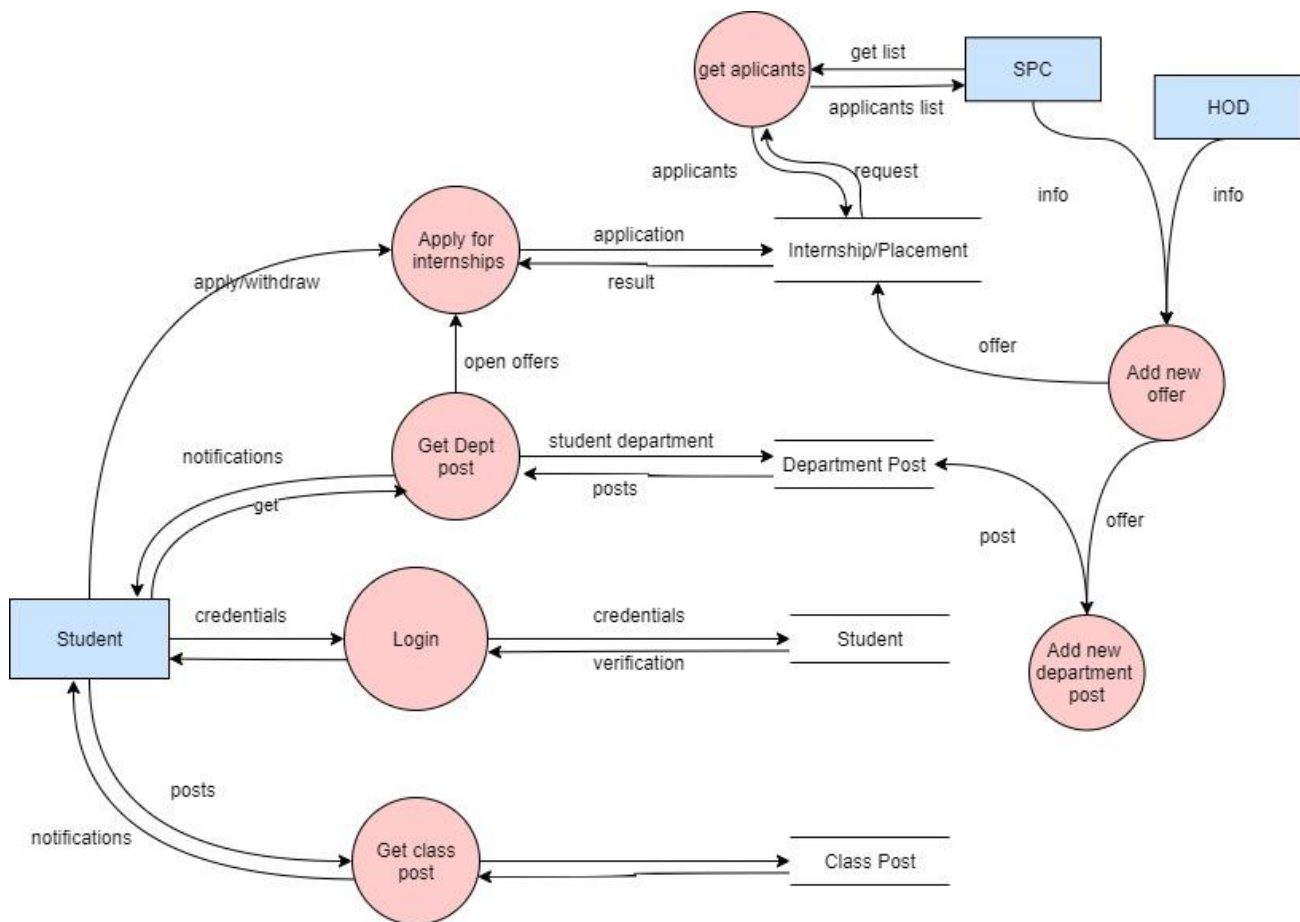 get list
SPC
get aplicants
applicants list
HOD
applicants
request
info
info
Apply for
internships
application
Internship/Placement
apply/withdraw
result
offer
open offers
Add new
offer
Get Dept
post
student department
Department Post
notifications
posts
get
post
offer
Student
credentials
Login
credentials
Student
verification
Add new
department
post
posts
notifications
Get class
post
Class Post